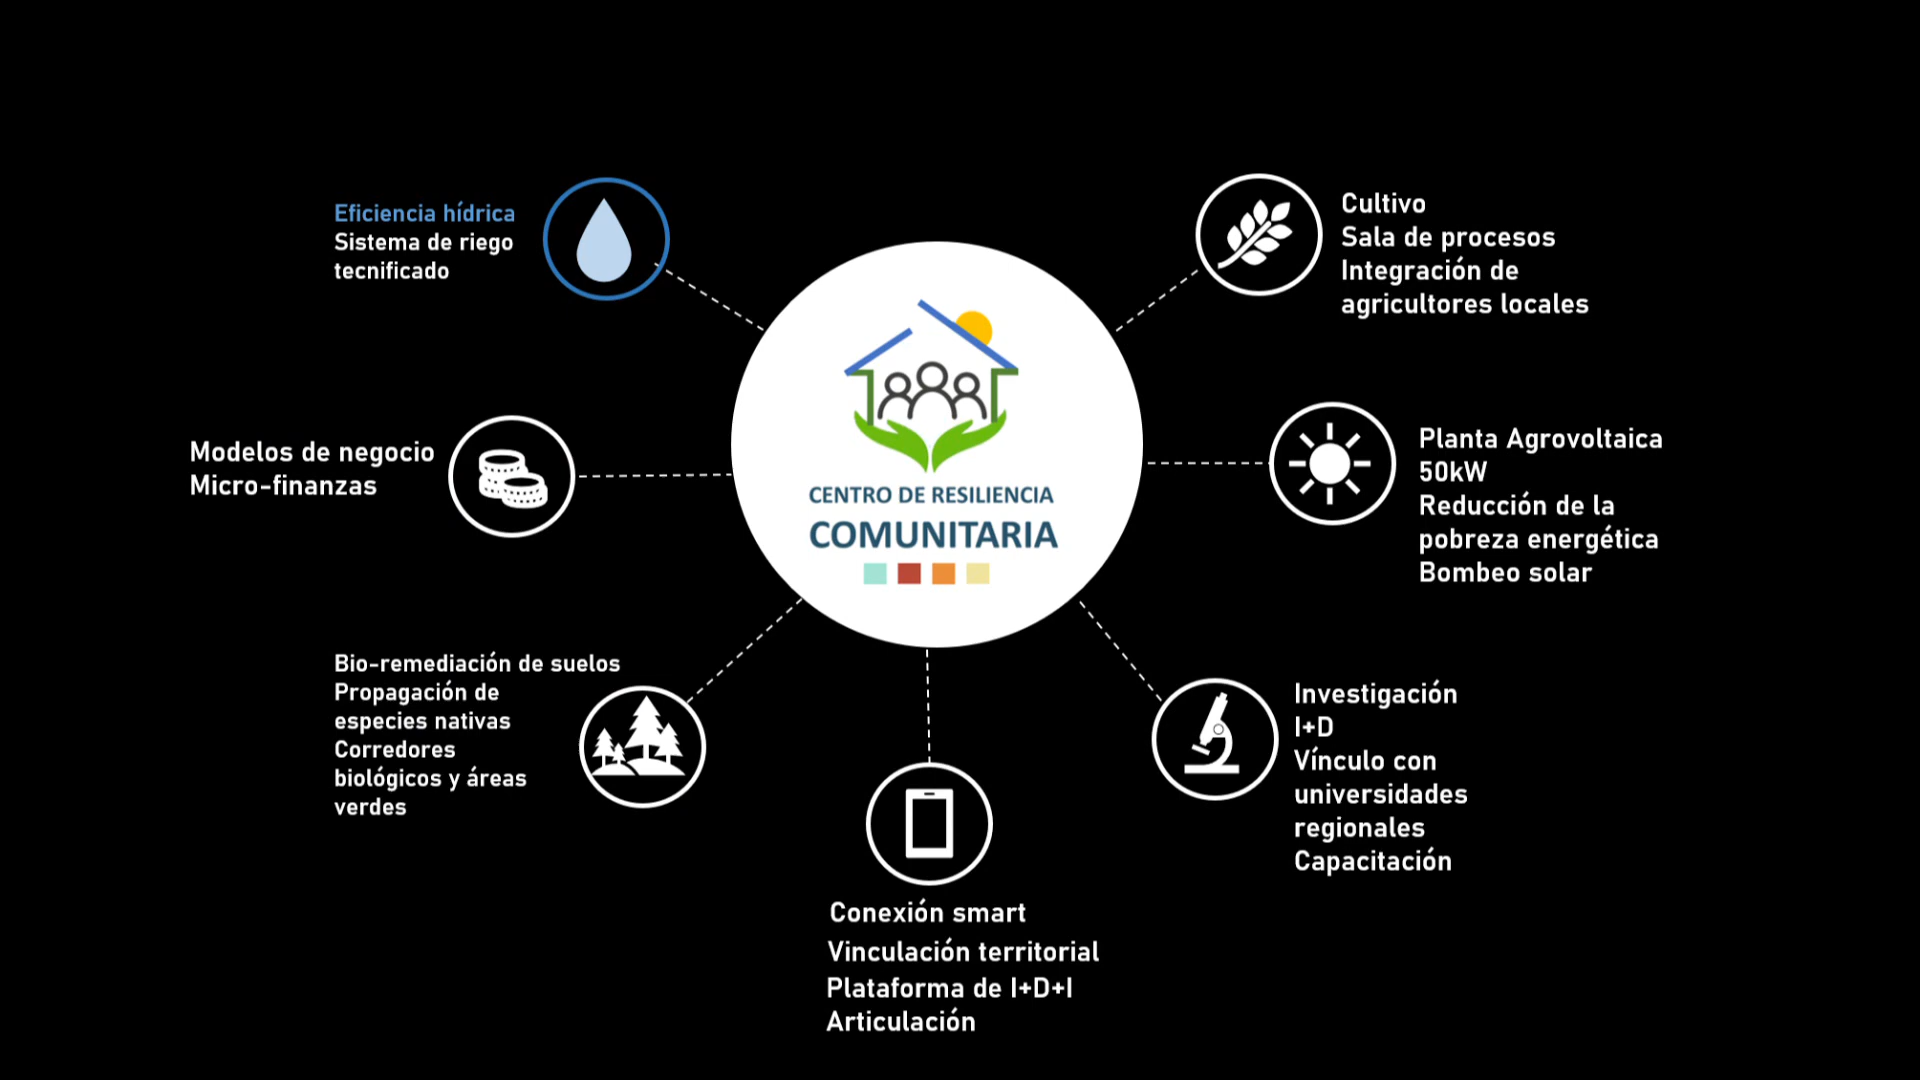 Eficiencia hídrica
Sistema de riego
tecnificado
Cultivo
Sala de procesos
Integración de
agricultores locales
CENTRO DE RESILIENCIA
COMUNITARIA
Modelos de negocio
Micro-finanzas
Planta Agrovoltaica
50kW
Reducción de la
pobreza energética
Bombeo solar
Bio-remediación de suelos
Propagación de
especies nativas
Corredores
biológicos y áreas
verdes
Investigación
I+D
Vínculo con
universidades
regionales
Capacitación
Conexión smart
Vinculación territorial
Plataforma de I+D+I
Articulación